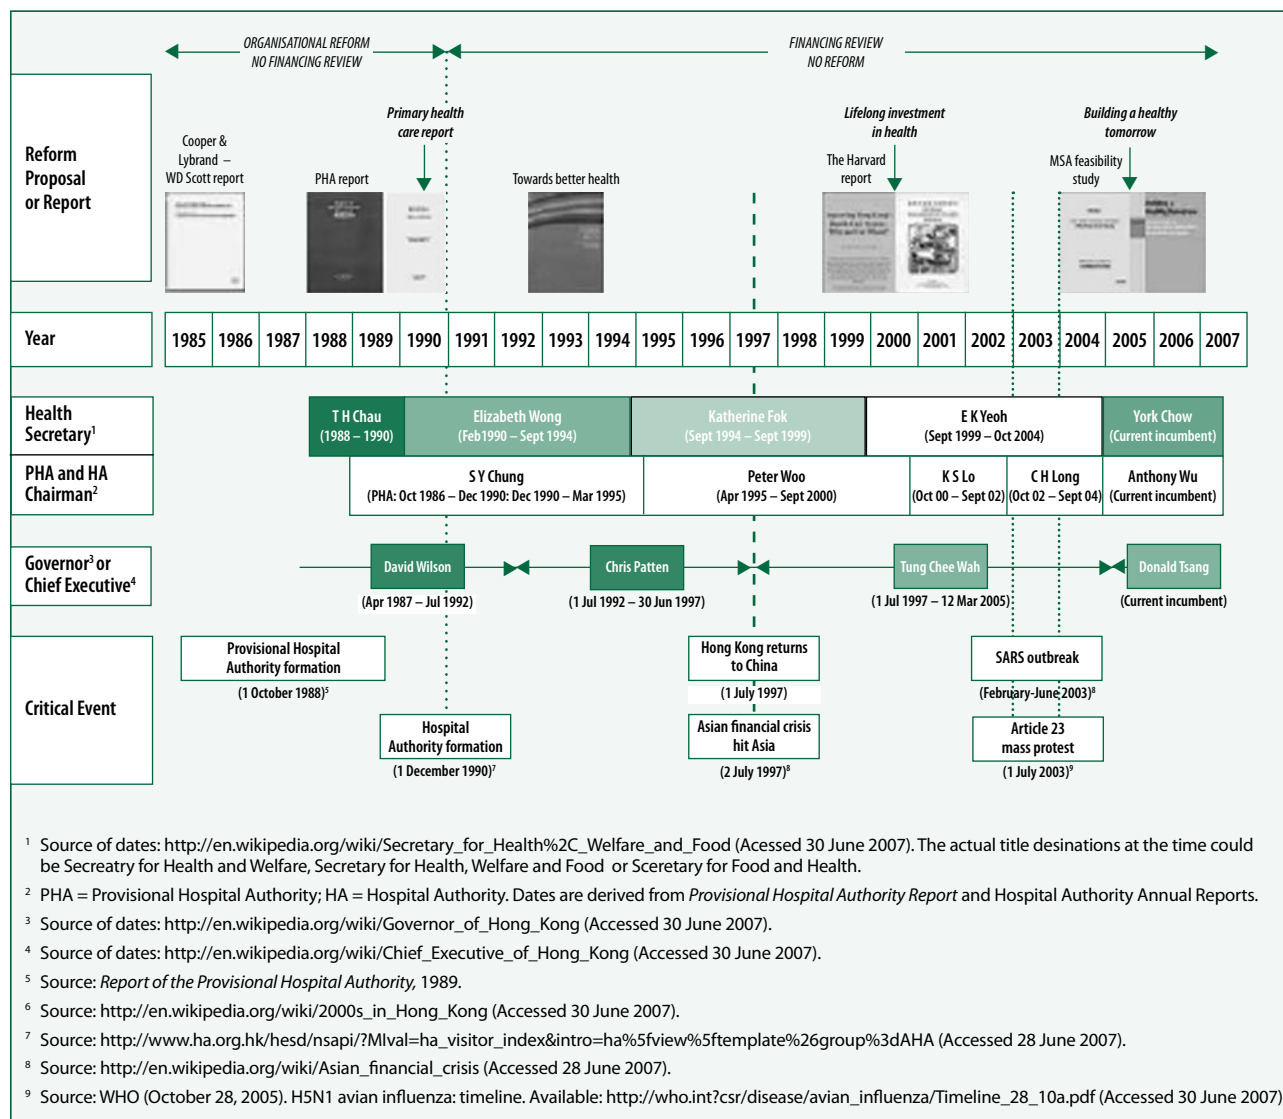 ORGANISATIONAL REFORM
NO FINANCING REVIEW
FINANCING REVIEW
NO REFORM
Reform
Proposal
or Report
Cooper &
Lybrand –
WD Scott report
PHA report
Primary health
care report
Towards better health
The Harvard
report
Lifelong investment
in health
MSA feasibility
study
Building a healthy
tomorrow
Year
1985 1986 1987 1988 1989 1990 1991 1992 1993 1994 1995 1996 1997 1998 1999 2000 2001 2002 2003 2004 2005 2006 2007
Health
Secretary1
T H Chau
(1988 – 1990)
Elizabeth Wong
(Feb1990 – Sept 1994)
Katherine Fok
(Sept 1994 – Sept 1999)
E K Yeoh
(Sept 1999 – Oct 2004)
York Chow
(Current incumbent)
PHA and HA
Chairman2
S Y Chung
(PHA: Oct 1986 – Dec 1990: Dec 1990 – Mar 1995)
Peter Woo
(Apr 1995 – Sept 2000)
K S Lo
(Oct 00 – Sept 02)
C H Long
(Oct 02 – Sept 04)
Anthony Wu
(Current incumbent)
Governor3 or
Chief Executive4
David Wilson
(Apr 1987 – Jul 1992)
Chris Patten
(1 Jul 1992 – 30 Jun 1997)
Tung Chee Wah
(1 Jul 1997 – 12 Mar 2005)
Donald Tsang
(Current incumbent)
Critical Event
Provisional Hospital
Authority formation
(1 October 1988)5
Hospital
Authority formation
(1 December 1990)7
Hong Kong returns
to China
(1 July 1997)
Asian financial crisis
hit Asia
(2 July 1997)8
SARS outbreak
(February-June 2003)8
Article 23
mass protest
(1 July 2003)9
1 Source of dates: http://en.wikipedia.org/wiki/Secretary_for_Health%2C_Welfare_and_Food (Acessed 30 June 2007). The actual title desinations at the time could
be Secreatry for Health and Welfare, Secretary for Health, Welfare and Food or Sceretary for Food and Health.
2 PHA = Provisional Hospital Authority; HA = Hospital Authority. Dates are derived from Provisional Hospital Authority Report and Hospital Authority Annual Reports.
3 Source of dates: http://en.wikipedia.org/wiki/Governor_of_Hong_Kong (Accessed 30 June 2007).
4 Source of dates: http://en.wikipedia.org/wiki/Chief_Executive_of_Hong_Kong (Accessed 30 June 2007).
5 Source: Report of the Provisional Hospital Authority, 1989.
6 Source: http://en.wikipedia.org/wiki/2000s_in_Hong_Kong (Accessed 30 June 2007).
7 Source: http://www.ha.org.hk/hesd/nsapi/?MIval=ha_visitor_index&intro=ha%5fview%5ftemplate%26group%3dAHA (Accessed 28 June 2007).
8 Source: http://en.wikipedia.org/wiki/Asian_financial_crisis (Accessed 28 June 2007).
9 Source: WHO (October 28, 2005). H5N1 avian influenza: timeline. Available: http://who.int?csr/disease/avian_influenza/Timeline_28_10a.pdf (Accessed 30 June 2007)